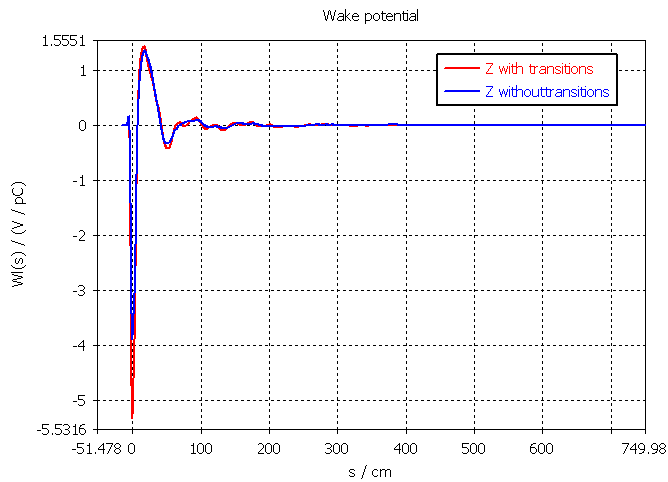 Wake potential
1.5551
Z with transitions
1
Z withouttransitions
0
-1
-2
Wl(s) / (V / pC)
-3
-4
-5
-5.5316
-51.478 0 100 200 300 400 500 600 749.98
s / cm